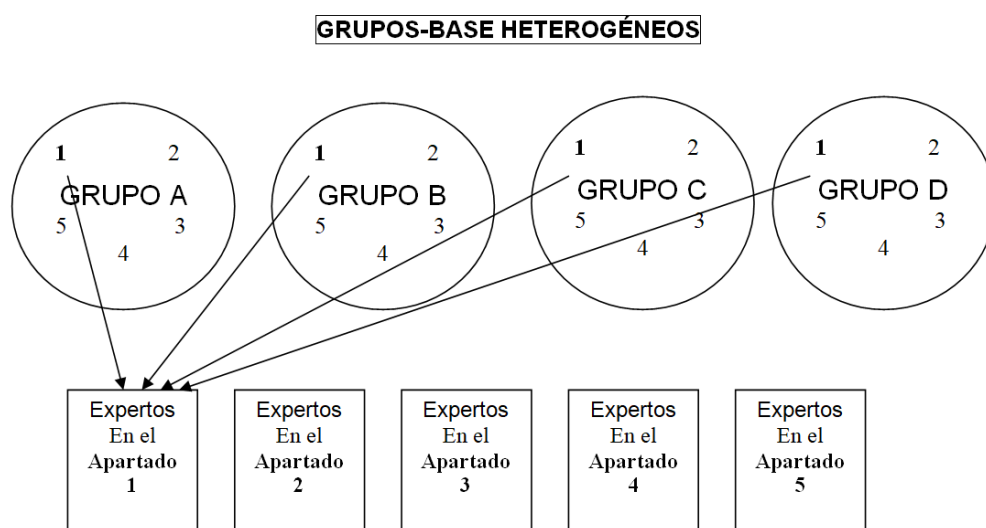 GRUPOS-BASE HETEROGÉNEOS
1 2
GRUPO A
5 3
4
1 2
GRUPO B
5 3
4
1 2
GRUPO C
5 3
4
1 2
GRUPO D
5 3
4
Expertos
En el
Apartado
1
Expertos
En el
Apartado
2
Expertos
En el
Apartado
3
Expertos
En el
Apartado
4
Expertos
En el
Apartado
5